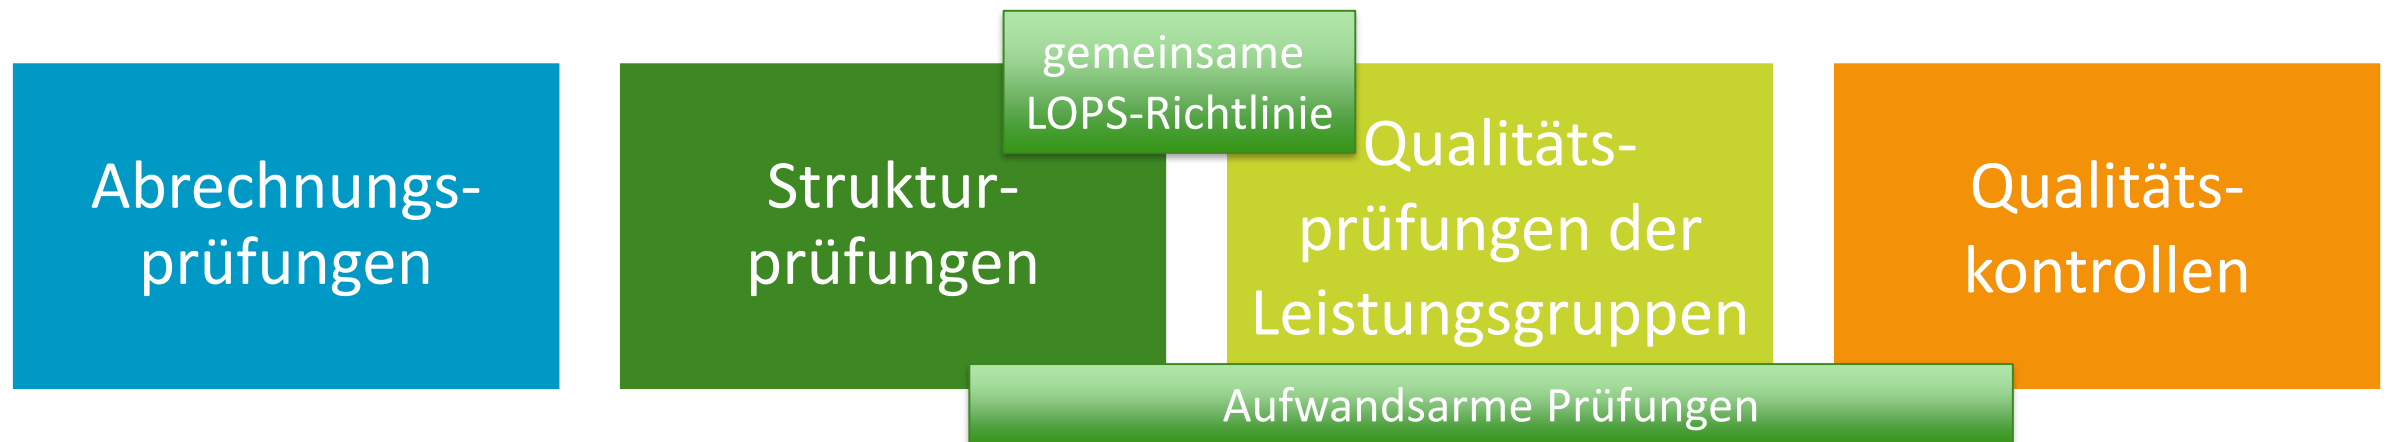 Abrechnungs-
prüfungen
Struktur-
prüfungen
gemeinsame
LOPS-Richtlinie
Qualitäts-
prüfungen der
Leistungsgruppen
Qualitäts-
kontrollen
Aufwandsarme Prüfungen